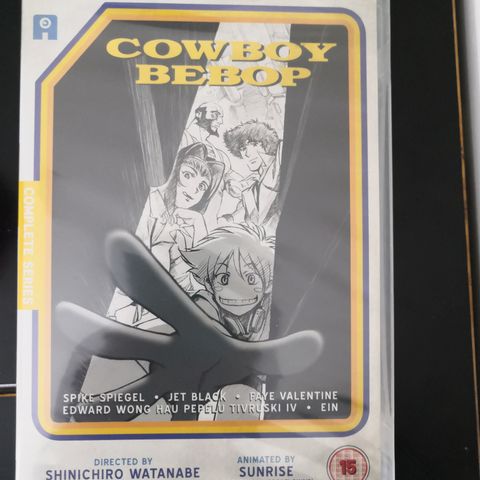 COWBOY
BEBOP
COMPLETE SERIES
SPIKE SPIEGEL • JET BLACK • FAYE VALENTINE
EDWARD WONG HAU PEPELU TIVRUSKI IV • EIN
DIRECTED BY
SHINICHIRO WATANABE
ANIMATED BY
SUNRISE
15